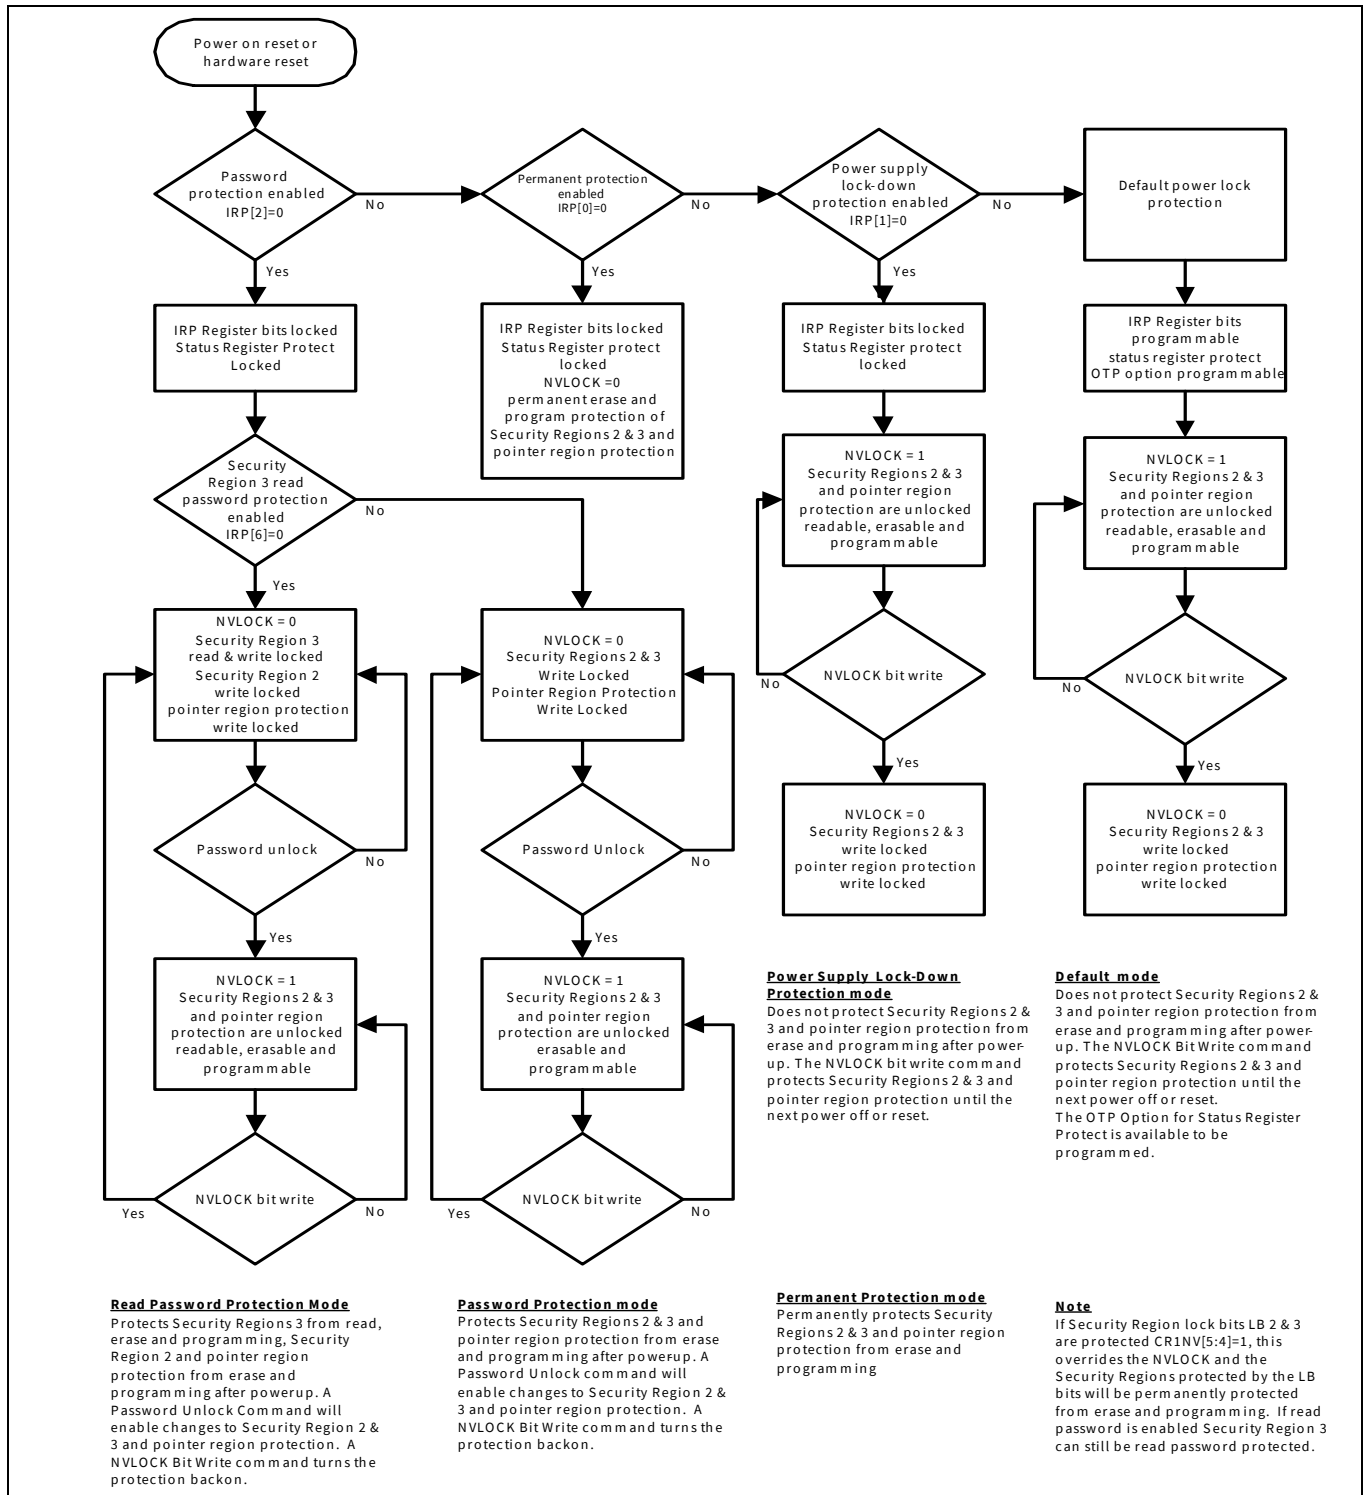 Power on reset or
hardware reset
Password
protection enabled
IRP[2]=0
No
Yes
Permanent protection
enabled
IRP[0]=0
No
Yes
Power supply
lock-down
protection enabled
IRP[1]=0
No
Yes
Default power lock
protection
IRP Register bits locked
Status Register Protect
Locked
IRP Register bits locked
Status Register protect
locked
NVLOCK =0
permanent erase and
program protection of
Security Regions 2 & 3 and
pointer region protection
IRP Register bits locked
Status Register protect
locked
IRP Register bits
programmable
status register protect
OTP option programmable
Security
Region 3 read
password protection
enabled
IRP[6]=0
No
Yes
NVLOCK = 1
Security Regions 2 & 3
and pointer region
protection are unlocked
readable, erasable and
programmable
NVLOCK = 1
Security Regions 2 & 3
and pointer region
protection are unlocked
readable, erasable and
programmable
NVLOCK = 0
Security Region 3
read & write locked
Security Region 2
write locked
pointer region protection
write locked
NVLOCK = 0
Security Regions 2 & 3
Write Locked
Pointer Region Protection
Write Locked
NVLOCK bit write
No
Yes
NVLOCK bit write
No
Yes
Password unlock
No
Yes
Password Unlock
No
Yes
NVLOCK = 0
Security Regions 2 & 3
write locked
pointer region protection
write locked
NVLOCK = 0
Security Regions 2 & 3
write locked
pointer region protection
write locked
NVLOCK = 1
Security Regions 2 & 3
and pointer region
protection are unlocked
readable, erasable and
programmable
NVLOCK = 1
Security Regions 2 & 3
and pointer region
protection are unlocked
erasable and
programmable
NVLOCK bit write
Yes
No
NVLOCK bit write
Yes
No
Power Supply Lock-Down
Protection mode
Does not protect Security Regions 2 &
3 and pointer region protection from
erase and programming after power-
up. The NVLOCK bit write command
protects Security Regions 2 & 3 and
pointer region protection until the
next power off or reset.
Default mode
Does not protect Security Regions 2 &
3 and pointer region protection from
erase and programming after power-
up. The NVLOCK Bit Write command
protects Security Regions 2 & 3 and
pointer region protection until the
next power off or reset.
The OTP Option for Status Register
Protect is available to be
programmed.
Read Password Protection Mode
Protects Security Regions 3 from read,
erase and programming, Security
Region 2 and pointer region
protection from erase and
programming after powerup. A
Password Unlock Command will
enable changes to Security Region 2 &
3 and pointer region protection. A
NVLOCK Bit Write command turns the
protection backon.
Password Protection mode
Protects Security Regions 2 & 3 and
pointer region protection from erase
and programming after powerup. A
Password Unlock command will
enable changes to Security Region 2 &
3 and pointer region protection. A
NVLOCK Bit Write command turns the
protection backon.
Permanent Protection mode
Permanently protects Security
Regions 2 & 3 and pointer region
protection from erase and
programming
Note
If Security Region lock bits LB 2 & 3
are protected CR1NV[5:4]=1, this
overrides the NVLOCK and the
Security Regions protected by the LB
bits will be permanently protected
from erase and programming. If read
password is enabled Security Region 3
can still be read password protected.